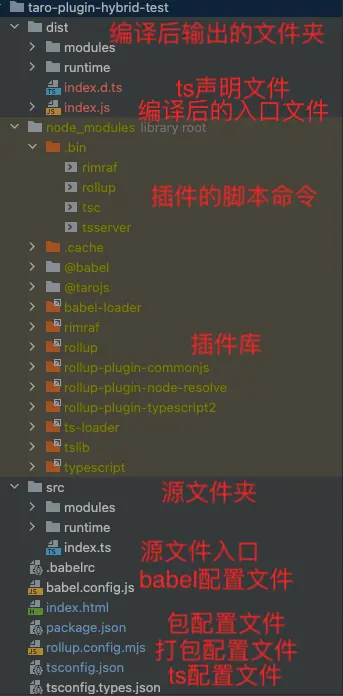 taro-plugin-hybrid-test
dist 编译后输出的文件夹
modules
runtime
index.d.ts ts声明文件
index.js 编译后的入口文件
node_modules library root
.bin
rimraf
rollup 插件的脚本命令
tsc
tsserver
.cache
@babel
@tarojs
babel-loader
rimraf
rollup 插件库
rollup-plugin-commonjs
rollup-plugin-node-resolve
rollup-plugin-typescript2
ts-loader
tslib
typescript
src 源文件夹
modules
runtime
index.ts 源文件入口
.babelrc
babel.config.js babel配置文件
index.html
package.json 包配置文件
rollup.config.mjs 打包配置文件
tsconfig.json ts配置文件
tsconfig.types.json